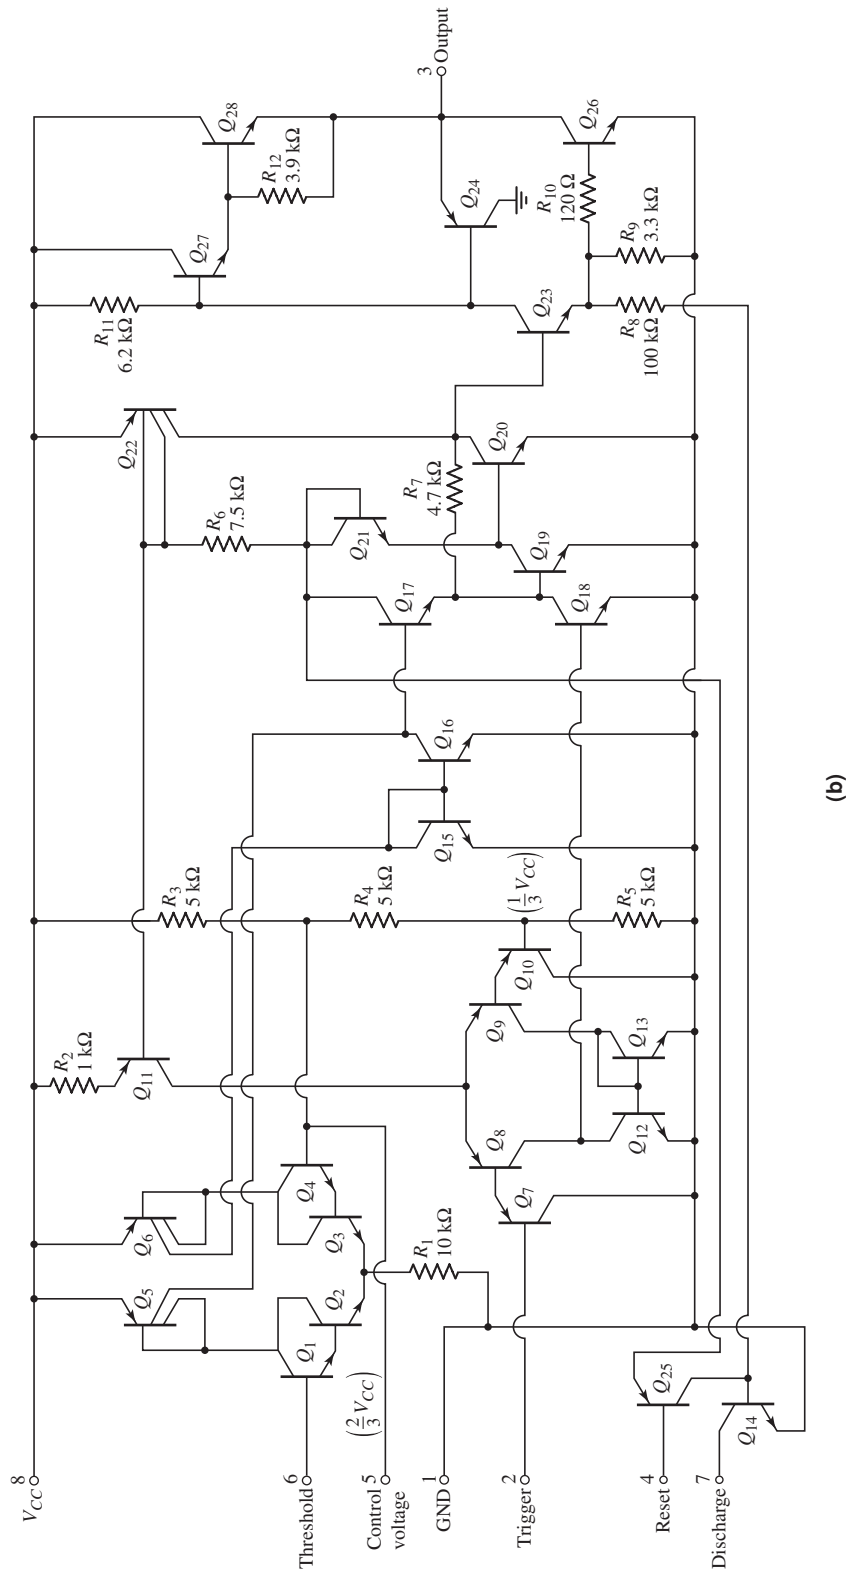 V_CC 8
6
Threshold
Control 5
voltage
1
GND
2
Trigger
4
Reset
7
Discharge
3
Output
Q_1
Q_2
Q_3
Q_4
Q_5
Q_6
(2/3 V_CC)
R_1
10 kΩ
Q_7
Q_8
Q_9
Q_10
Q_11
R_2
1 kΩ
Q_12
Q_13
Q_14
Q_25
R_3
5 kΩ
R_4
5 kΩ
(1/3 V_CC)
R_5
5 kΩ
Q_15
Q_16
Q_17
Q_18
Q_19
Q_20
Q_21
Q_22
R_6
7.5 kΩ
R_7
4.7 kΩ
R_11
6.2 kΩ
Q_27
Q_28
R_12
3.9 kΩ
Q_24
Q_23
R_10
120 Ω
Q_26
R_8
100 kΩ
R_9
3.3 kΩ
(b)